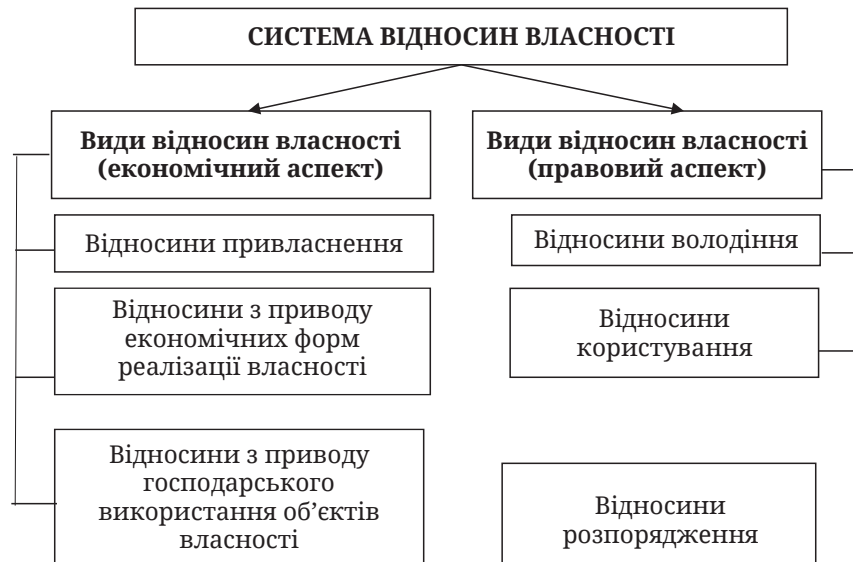 СИСТЕМА ВІДНОСИН ВЛАСНОСТІ
Види відносин власності
(економічний аспект)
Відносини привласнення
Відносини з приводу
економічних форм
реалізації власності
Відносини з приводу
господарського
використання об’єктів
власності
Види відносин власності
(правовий аспект)
Відносини володіння
Відносини
користування
Відносини
розпорядження